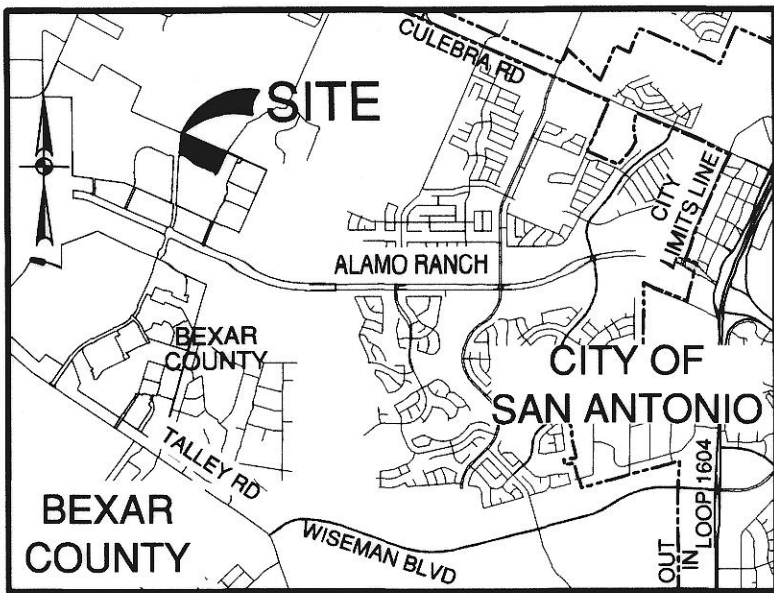 CULEBRA RD
SITE
CITY
LIMITS LINE
ALAMO RANCH
BEXAR
COUNTY
CITY OF
SAN ANTONIO
TALLEY RD
BEXAR
COUNTY
WISEMAN BLVD
OUT
IN
LOOP 1604